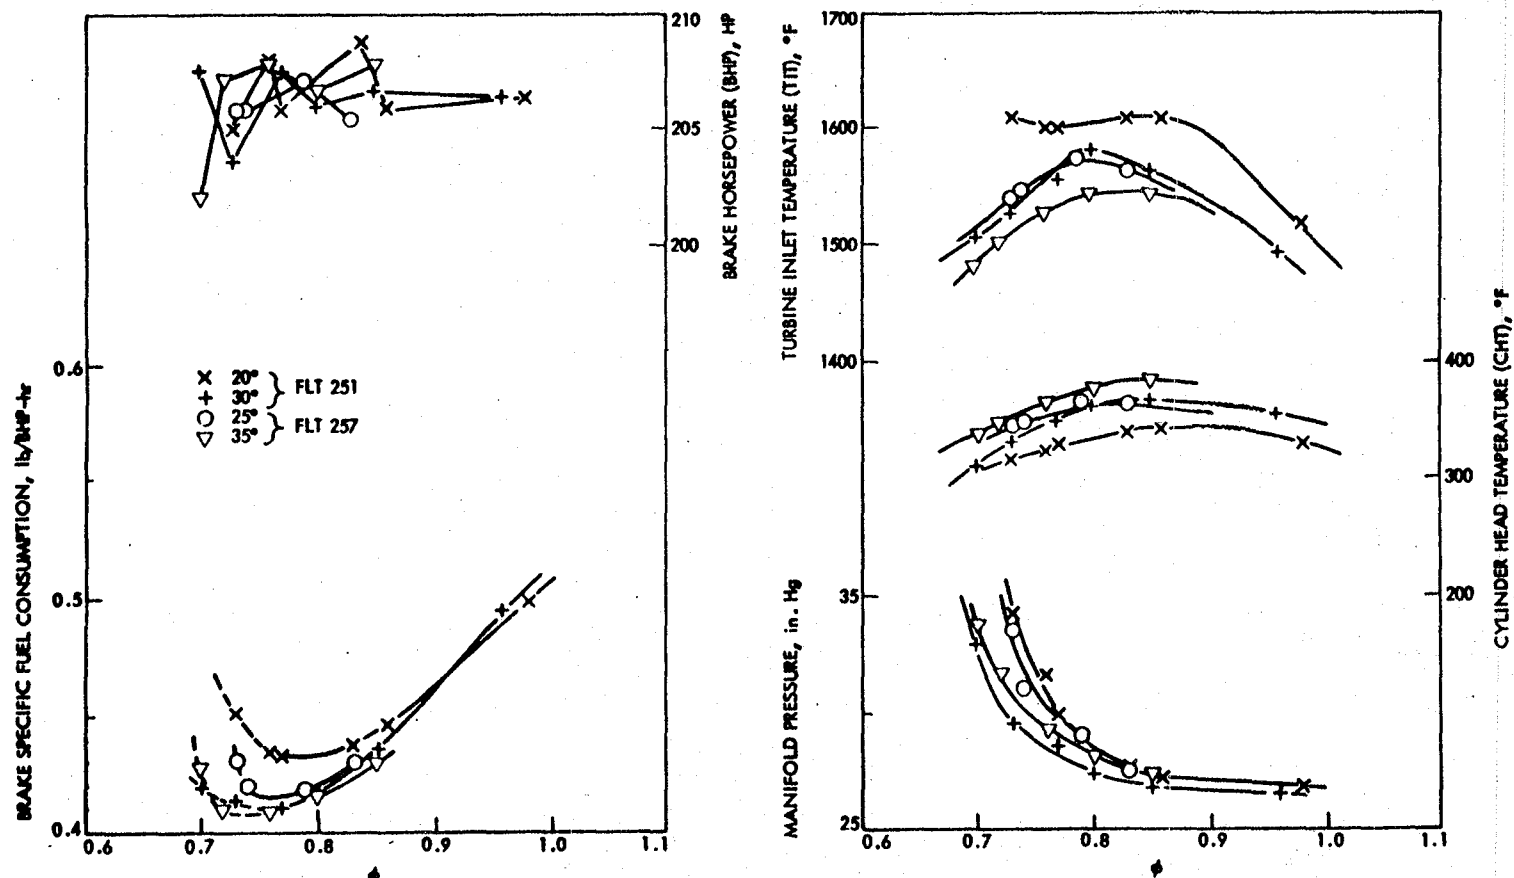 210
205
200
BRAKE HORSEPOWER (BHP), HP
0.6
0.5
0.4
BRAKE SPECIFIC FUEL CONSUMPTION, lb/BHP-hr
× 20°
+ 30°
} FLT 251
○ 25°
▽ 35°
} FLT 257
0.6 0.7 0.8 0.9 1.0 1.1
ϕ
1700
1600
1500
1400
TURBINE INLET TEMPERATURE (TIT), °F
35
25
MANIFOLD PRESSURE, in. Hg
400
300
200
CYLINDER HEAD TEMPERATURE (CHT), °F
0.6 0.7 0.8 0.9 1.0 1.1
ϕ